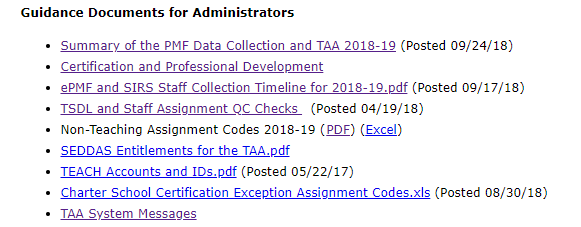 Guidance Documents for Administrators
• Summary of the PMF Data Collection and TAA 2018-19 (Posted 09/24/18)
• Certification and Professional Development
• ePMF and SIRS Staff Collection Timeline for 2018-19.pdf (Posted 09/17/18)
• TSDL and Staff Assignment QC Checks (Posted 04/19/18)
• Non-Teaching Assignment Codes 2018-19 (PDF) (Excel)
• SEDDAS Entitlements for the TAA.pdf
• TEACH Accounts and IDs.pdf (Posted 05/22/17)
• Charter School Certification Exception Assignment Codes.xls (Posted 08/30/18)
• TAA System Messages